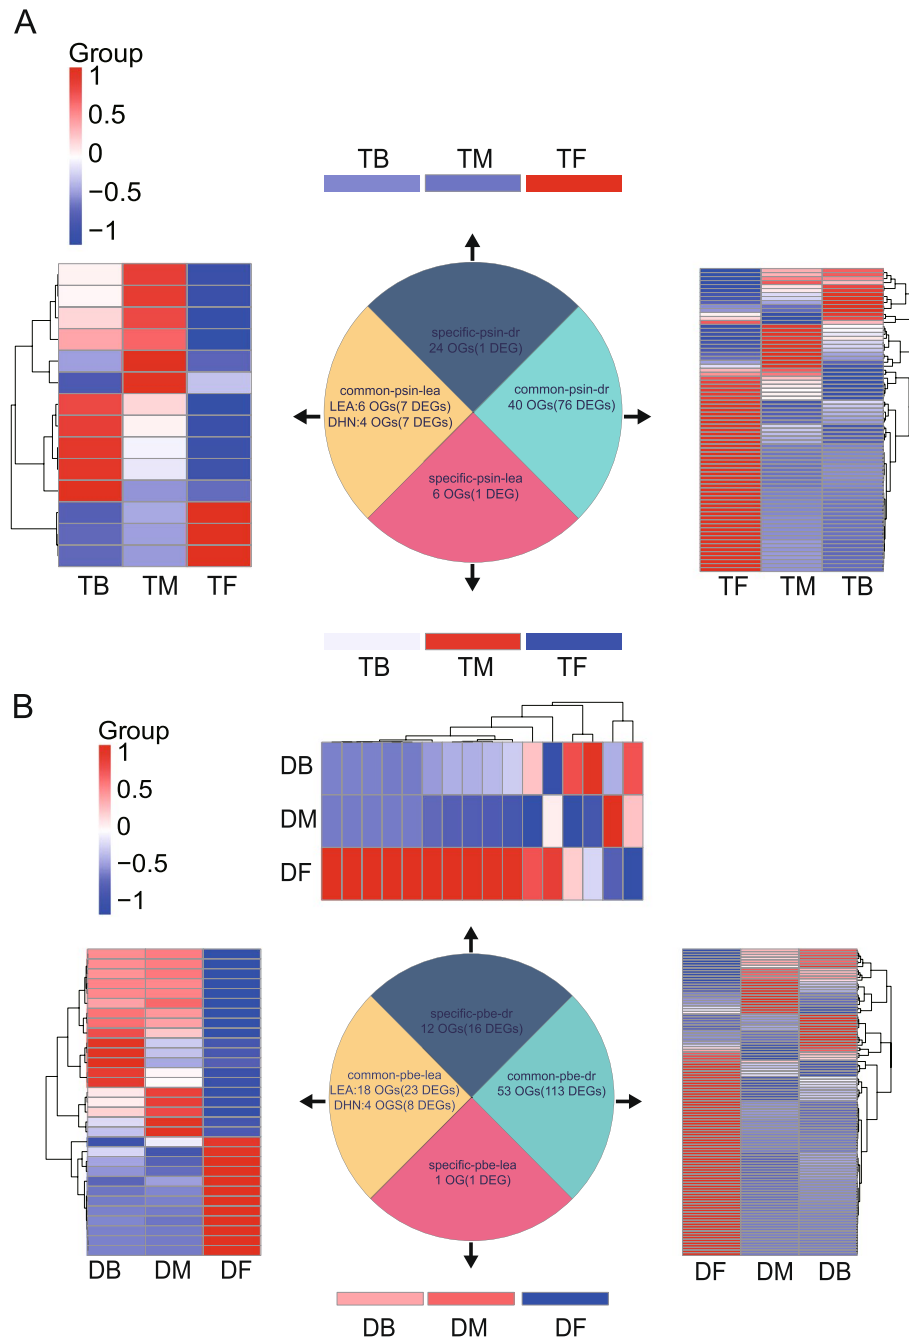 A
Group
1
0.5
0
−0.5
−1
TB TM TF
specific-psin-dr
24 OGs(1 DEG)
common-psin-lea
LEA:6 OGs(7 DEGs)
DHN:4 OGs(7 DEGs)
common-psin-dr
40 OGs(76 DEGs)
specific-psin-lea
6 OGs(1 DEG)
TB TM TF
TF TM TB
TB TM TF
B
Group
1
0.5
0
−0.5
−1
DB
DM
DF
specific-pbe-dr
12 OGs(16 DEGs)
common-pbe-lea
LEA:18 OGs(23 DEGs)
DHN:4 OGS(8 DEGs)
common-pbe-dr
53 OGs(113 DEGs)
specific-pbe-lea
1 OG(1 DEG)
DB DM DF
DF DM DB
DB DM DF